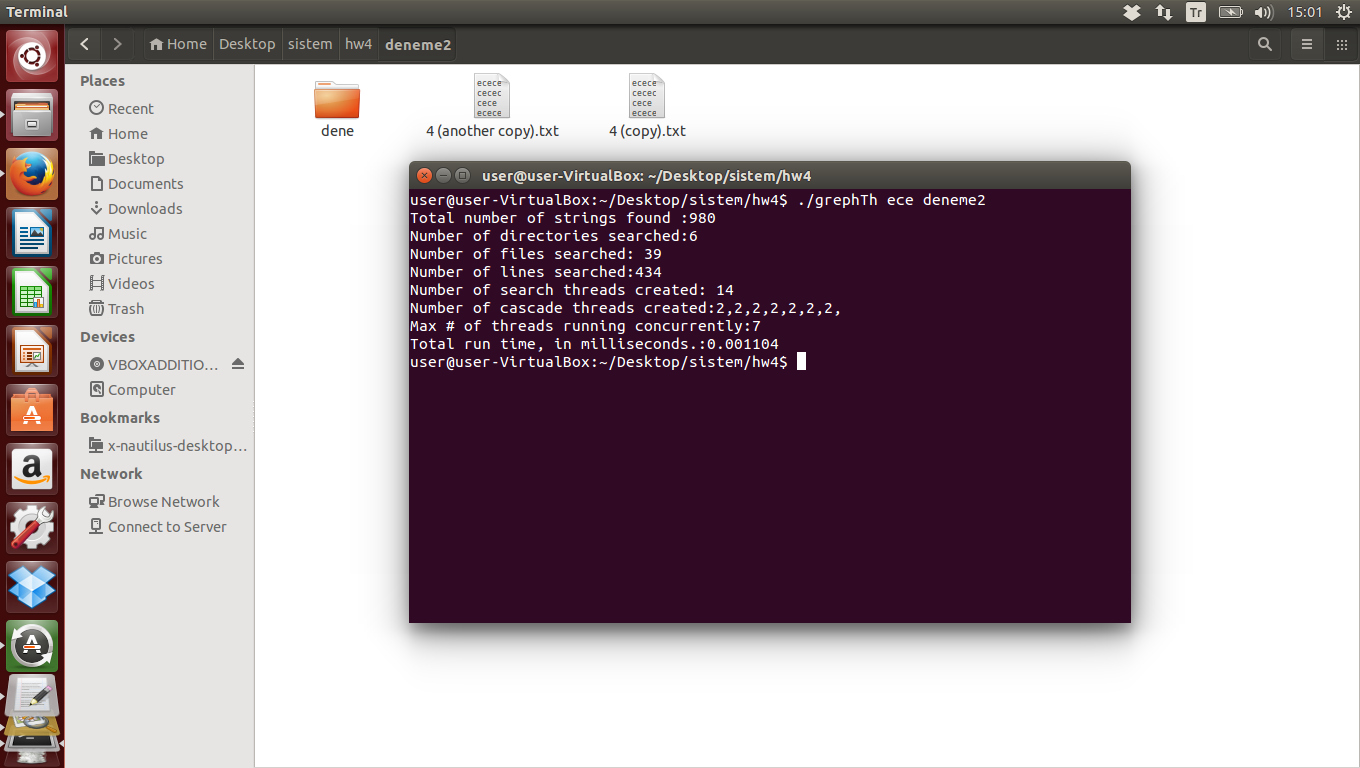 Terminal
Tr
15:01
Home
Desktop
sistem
hw4
deneme2
Places
Recent
Home
Desktop
Documents
Downloads
Music
Pictures
Videos
Trash
Devices
VBOXADDITIO...
Computer
Bookmarks
x-nautilus-desktop...
Network
Browse Network
Connect to Server
ecece
cecec
cece
ecece
ecece
cecec
cece
ecece
dene
4 (another copy).txt
4 (copy).txt
user@user-VirtualBox: ~/Desktop/sistem/hw4
user@user-VirtualBox:~/Desktop/sistem/hw4$ ./grephTh ece deneme2
Total number of strings found :980
Number of directories searched:6
Number of files searched: 39
Number of lines searched:434
Number of search threads created: 14
Number of cascade threads created:2,2,2,2,2,2,2,
Max # of threads running concurrently:7
Total run time, in milliseconds.:0.001104
user@user-VirtualBox:~/Desktop/sistem/hw4$